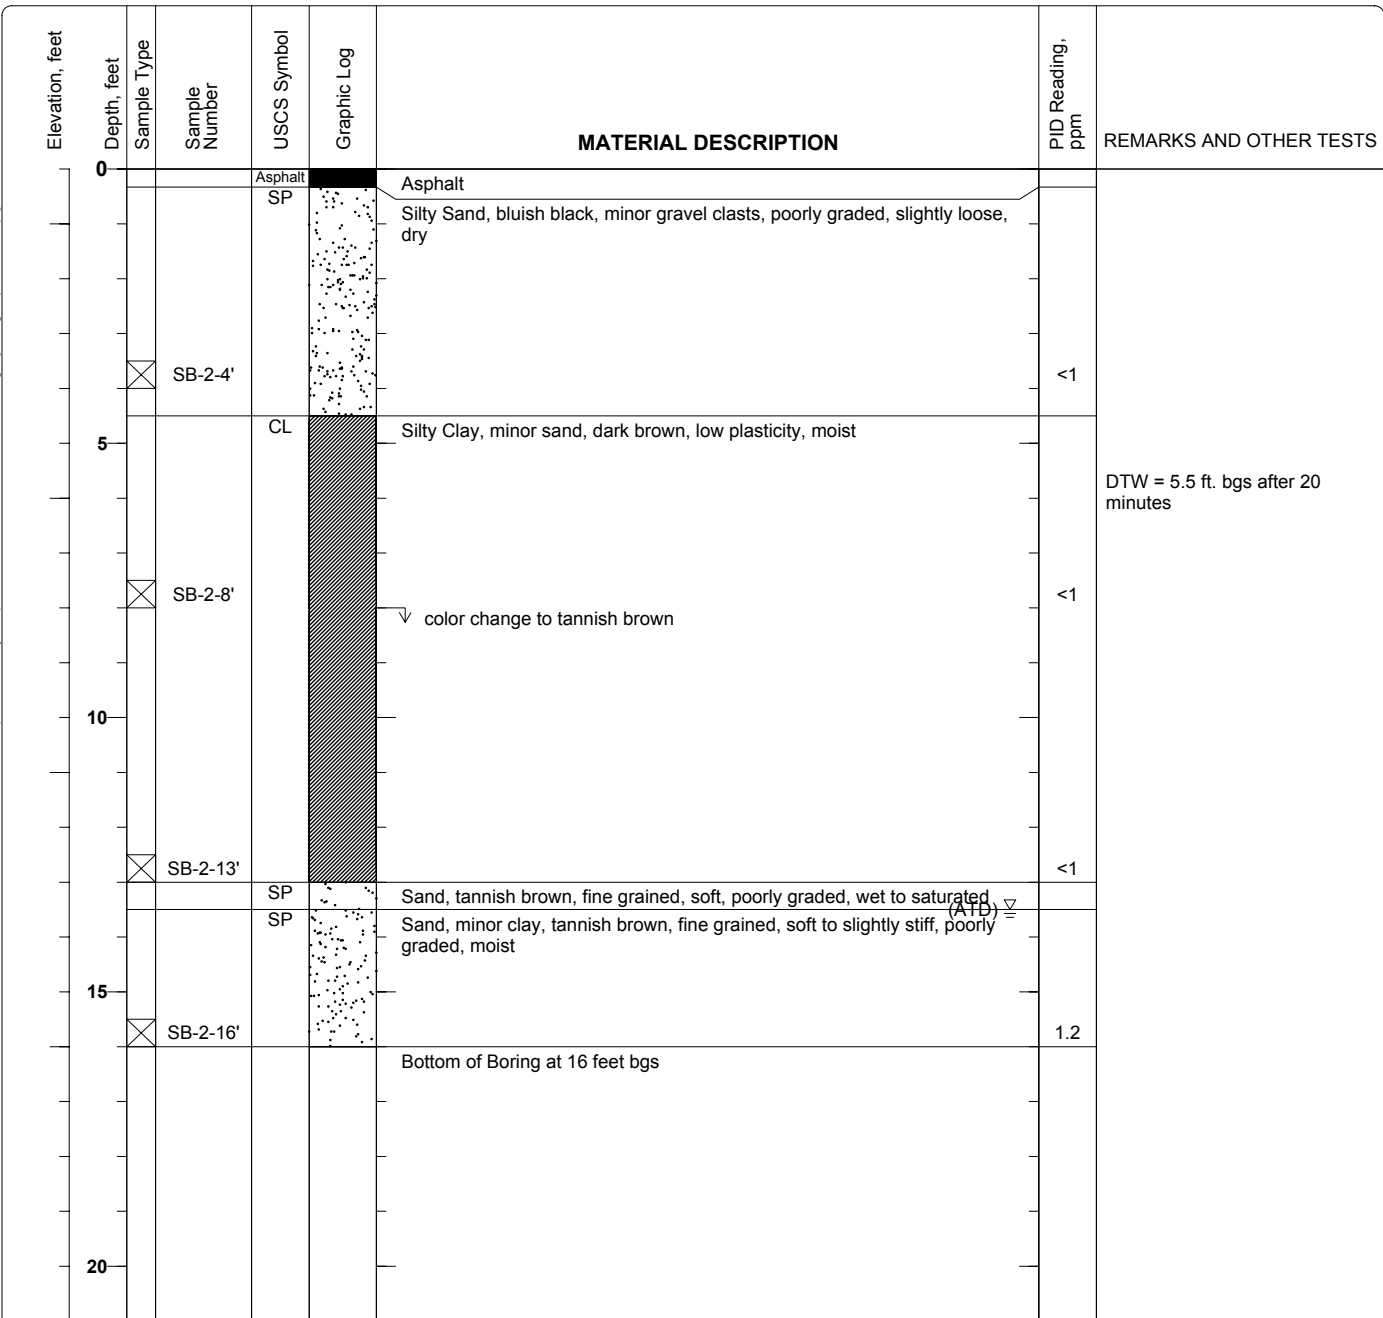 Elevation, feet
Depth, feet
Sample Type
Sample
Number
USCS Symbol
Graphic Log
MATERIAL DESCRIPTION
PID Reading,
ppm
REMARKS AND OTHER TESTS
0
Asphalt
Asphalt
SP
Silty Sand, bluish black, minor gravel clasts, poorly graded, slightly loose,
dry
SB-2-4'
<1
CL
Silty Clay, minor sand, dark brown, low plasticity, moist
5
DTW = 5.5 ft. bgs after 20
minutes
SB-2-8'
<1
color change to tannish brown
10
SB-2-13'
<1
SP
Sand, tannish brown, fine grained, soft, poorly graded, wet to saturated
(ATD)
SP
Sand, minor clay, tannish brown, fine grained, soft to slightly stiff, poorly
graded, moist
15
SB-2-16'
1.2
Bottom of Boring at 16 feet bgs
20